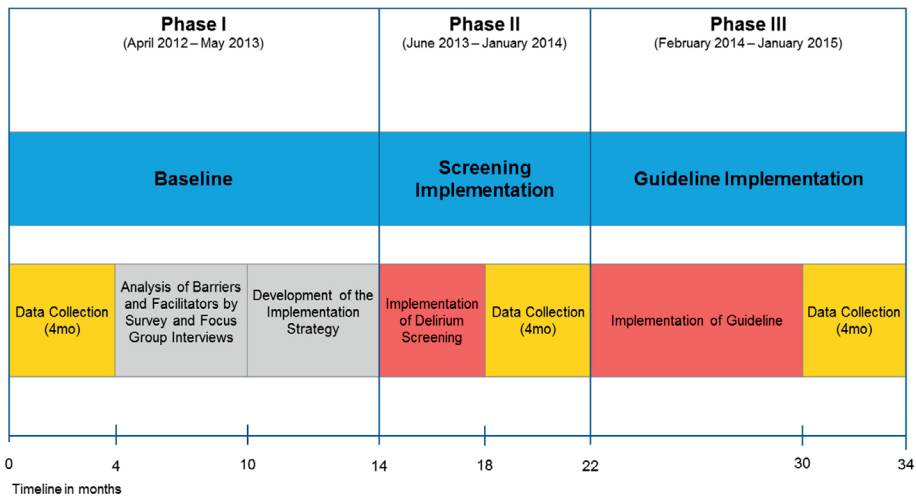 Phase I
(April 2012 – May 2013)
Phase II
(June 2013 – January 2014)
Phase III
(February 2014 – January 2015)
Baseline
Screening
Implementation
Guideline Implementation
Data Collection
(4mo)
Analysis of Barriers
and Facilitators by
Survey and Focus
Group Interviews
Development of the
Implementation
Strategy
Implementation
of Delirium
Screening
Data Collection
(4mo)
Implementation of Guideline
Data Collection
(4mo)
0 4 10 14 18 22 30 34
Timeline in months